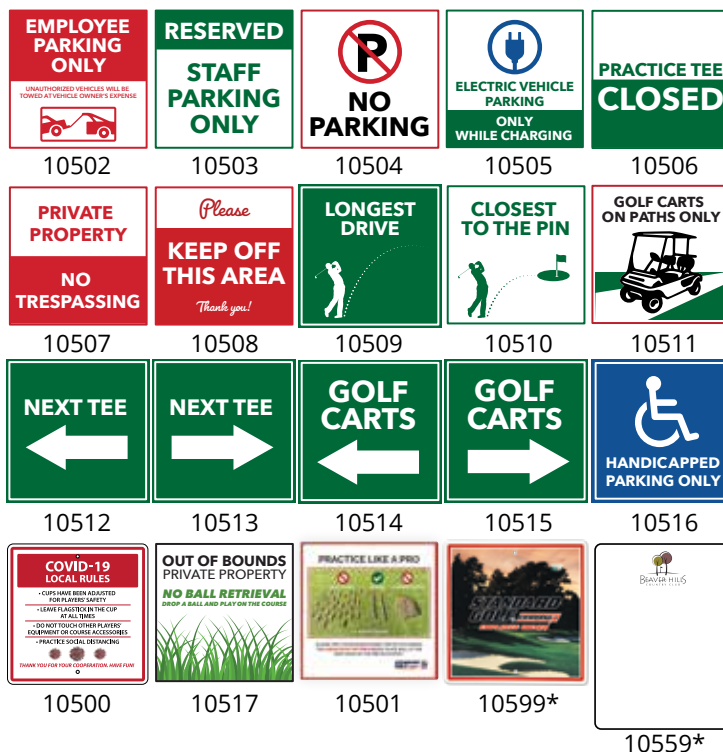 EMPLOYEE
PARKING
ONLY
UNAUTHORIZED VEHICLES WILL BE
TOWED AT VEHICLE OWNER'S EXPENSE
10502
RESERVED
STAFF
PARKING
ONLY
10503
P
NO
PARKING
10504
ELECTRIC VEHICLE
PARKING
ONLY
WHILE CHARGING
10505
PRACTICE TEE
CLOSED
10506
PRIVATE
PROPERTY
NO
TRESPASSING
10507
Please
KEEP OFF
THIS AREA
Thank you!
10508
LONGEST
DRIVE
10509
CLOSEST
TO THE PIN
10510
GOLF CARTS
ON PATHS ONLY
10511
NEXT TEE
10512
NEXT TEE
10513
GOLF
CARTS
10514
GOLF
CARTS
10515
HANDICAPPED
PARKING ONLY
10516
COVID-19
LOCAL RULES
• CUPS HAVE BEEN ADJUSTED
FOR PLAYERS' SAFETY
• LEAVE FLAGSTICK IN THE CUP
AT ALL TIMES
• DO NOT TOUCH OTHER PLAYERS'
EQUIPMENT OR COURSE ACCESSORIES
• PRACTICE SOCIAL DISTANCING
THANK YOU FOR YOUR COOPERATION. HAVE FUN!
10500
OUT OF BOUNDS
PRIVATE PROPERTY
NO BALL RETRIEVAL
DROP A BALL AND PLAY ON THE COURSE
10517
PRACTICE LIKE A PRO
10501
STANDARD
GOLF
10599*
BEAVER HILLS
COUNTRY CLUB
10559*